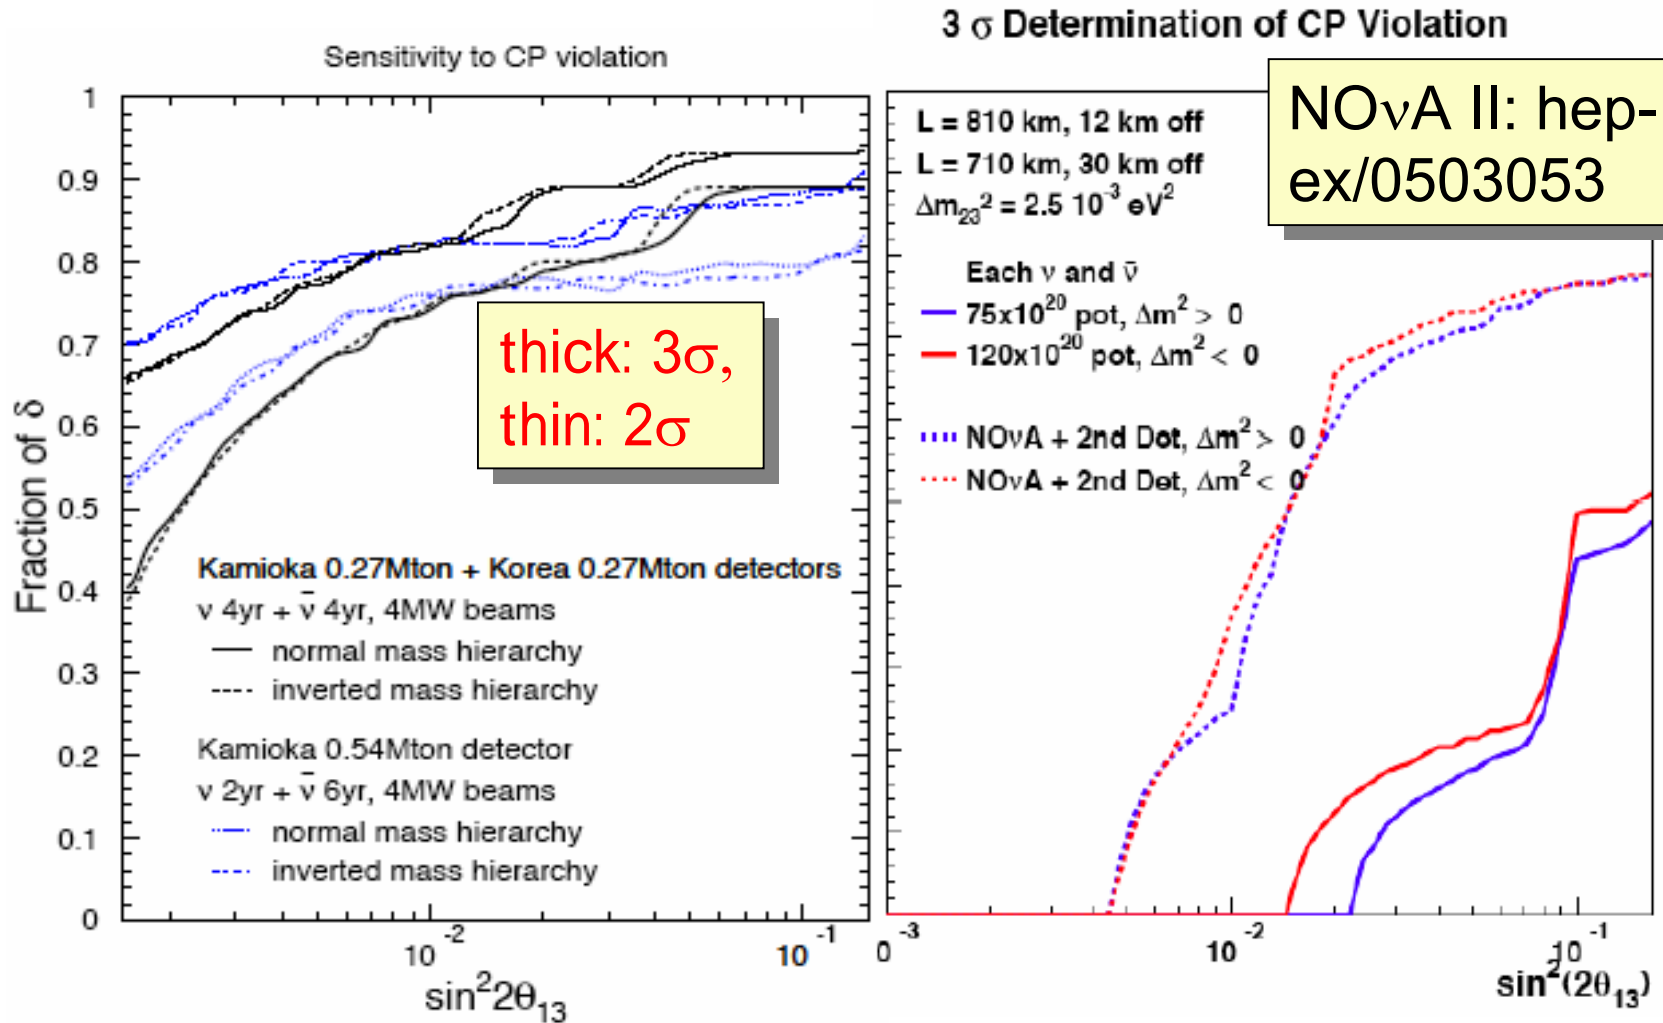 Sensitivity to CP violation
1
0.9
0.8
0.7
0.6
0.5
0.4
0.3
0.2
0.1
0
Fraction of δ
thick: 3σ,
thin: 2σ
Kamioka 0.27Mton + Korea 0.27Mton detectors
ν 4yr + ν̄ 4yr, 4MW beams
normal mass hierarchy
inverted mass hierarchy
Kamioka 0.54Mton detector
ν 2yr + ν̄ 6yr, 4MW beams
normal mass hierarchy
inverted mass hierarchy
10⁻² 10⁻¹
sin²2θ₁₃
3 σ Determination of CP Violation
NOνA II: hep-
ex/0503053
L = 810 km, 12 km off
L = 710 km, 30 km off
Δm₂₃² = 2.5 10⁻³ eV²
Each ν and ν̄
75x10²⁰ pot, Δm² > 0
120x10²⁰ pot, Δm² < 0
NOνA + 2nd Dot, Δm² > 0
NOνA + 2nd Det, Δm² < 0
0⁻³ 10⁻² 10⁻¹
sin²(2θ₁₃)